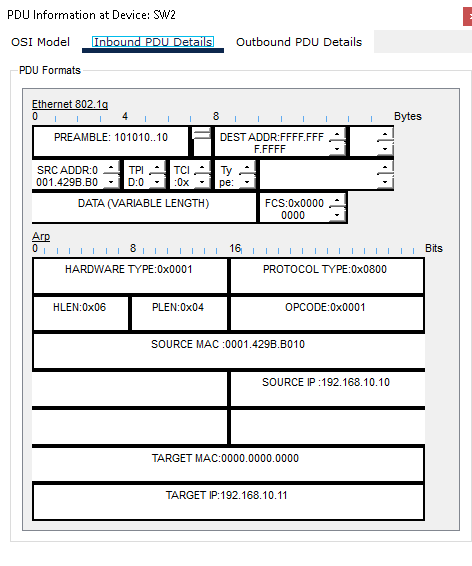 PDU Information at Device: SW2
OSI Model Inbound PDU Details Outbound PDU Details
PDU Formats
Ethernet 802.1q
0 4 8 Bytes
PREAMBLE: 101010..10 DEST ADDR:FFFF.FFF
F.FFFF
SRC ADDR:0 TPI TCI Ty
001.429B.B0 D:0 :0x pe:
DATA (VARIABLE LENGTH) FCS:0x0000
0000
Arp
0 8 16 Bits
HARDWARE TYPE:0x0001 PROTOCOL TYPE:0x0800
HLEN:0x06 PLEN:0x04 OPCODE:0x0001
SOURCE MAC :0001.429B.B010
SOURCE IP :192.168.10.10
TARGET MAC:0000.0000.0000
TARGET IP:192.168.10.11